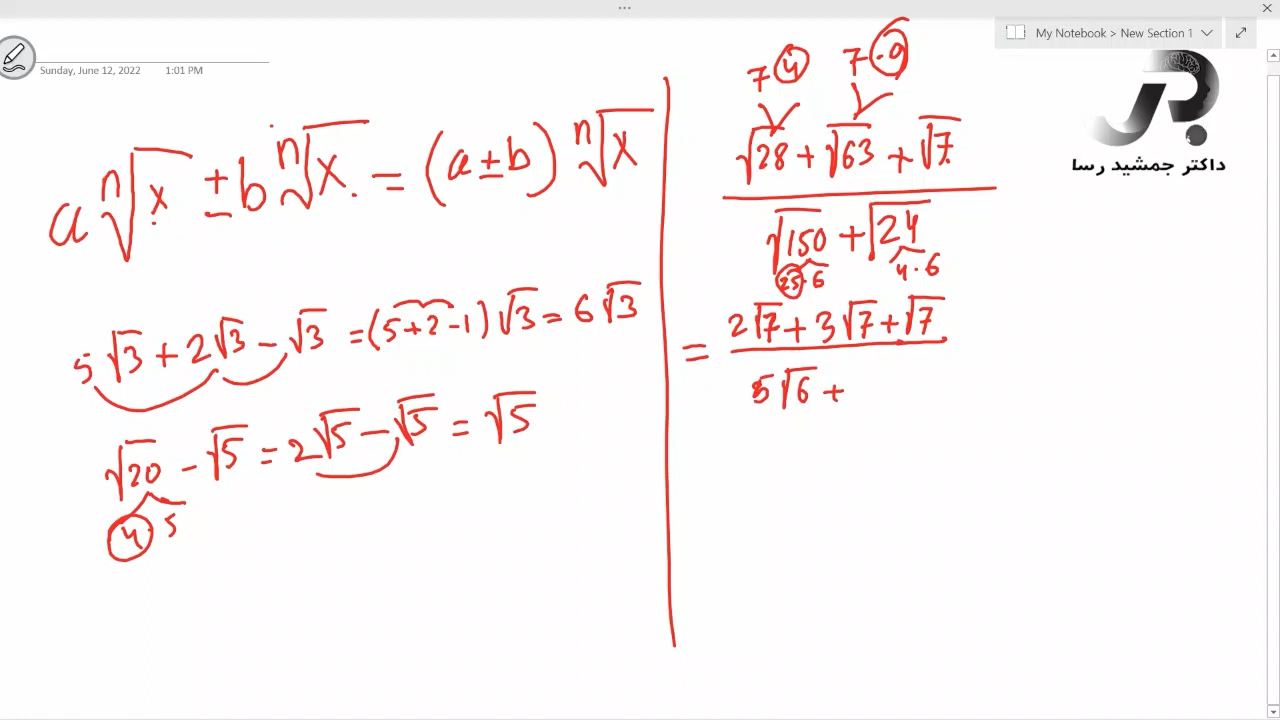 My Notebook > New Section 1
Sunday, June 12, 2022 1:01 PM
داکتر جمشید رسا
a ⁿ√x ± b ⁿ√x = (a ± b) ⁿ√x
5√3 + 2√3 − √3 = (5+2−1)√3 = 6√3
√20 − √5 = 2√5 − √5 = √5
4·5
7 4 7·9
√28 + √63 + √7
√150 + √24
25·6 4·6
= 2√7 + 3√7 + √7
5√6 +